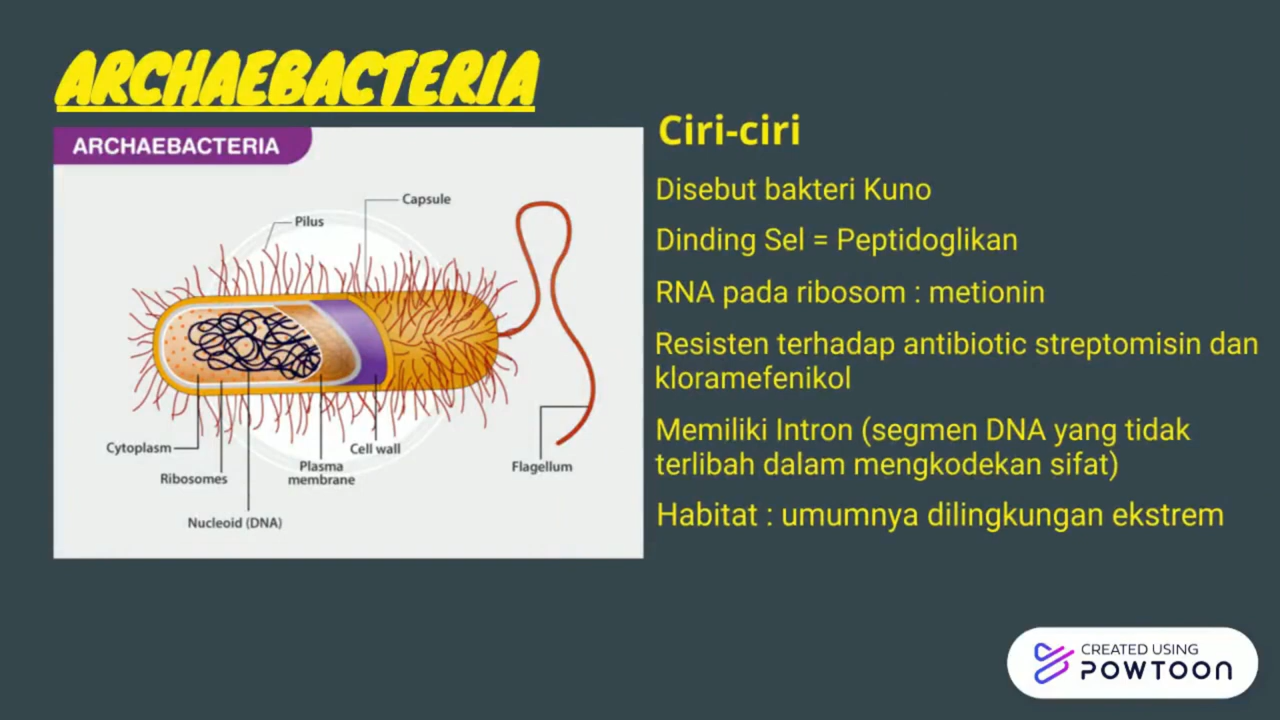 ARCHAEBACTERIA
ARCHAEBACTERIA
Capsule
Pilus
Cytoplasm
Ribosomes
Nucleoid (DNA)
Plasma
membrane
Cell wall
Flagellum
Ciri-ciri
Disebut bakteri Kuno
Dinding Sel = Peptidoglikan
RNA pada ribosom : metionin
Resisten terhadap antibiotic streptomisin dan
kloramefenikol
Memiliki Intron (segmen DNA yang tidak
terlibah dalam mengkodekan sifat)
Habitat : umumnya dilingkungan ekstrem
CREATED USING
POWTOON